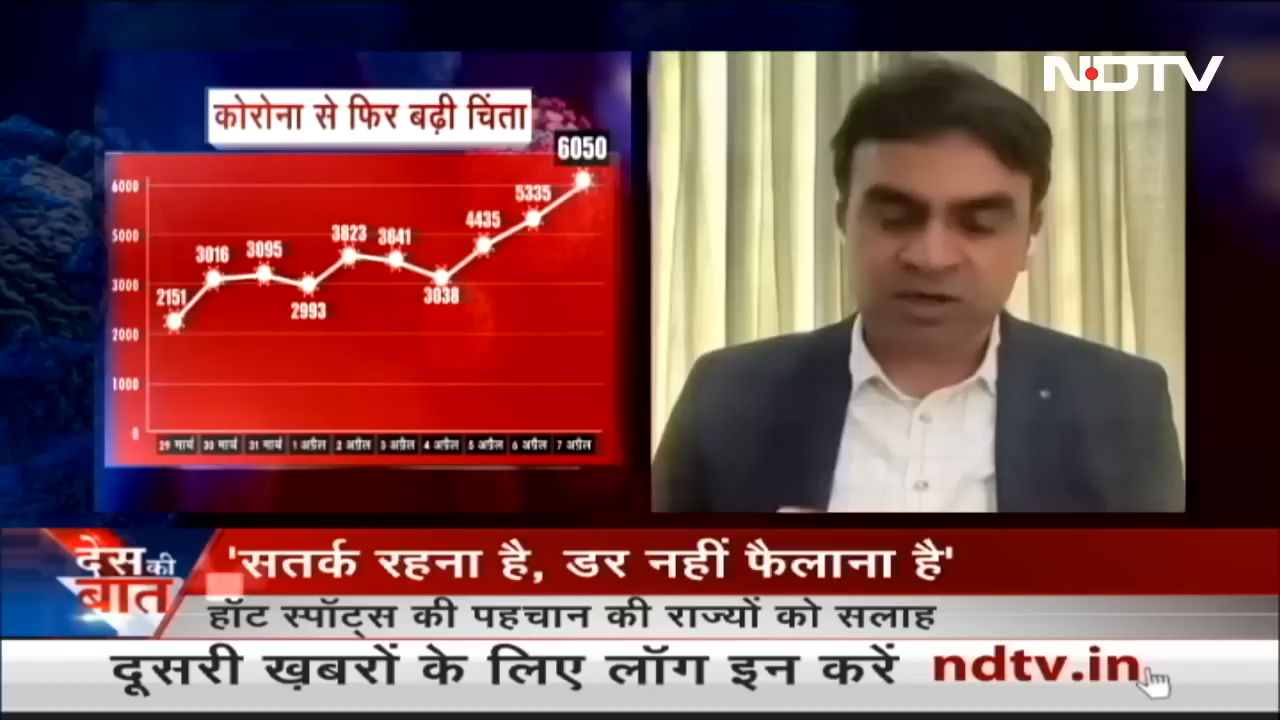 NDTV
कोरोना से फिर बढ़ी चिंता
6050
6000
5000
3000
2000
1000
0
2151
3016
3095
2993
3823
3641
3038
4435
5335
29 मार्च
30 मार्च
31 मार्च
1 अप्रैल
2 अप्रैल
3 अप्रैल
4 अप्रैल
5 अप्रैल
6 अप्रैल
7 अप्रैल
देस की
बात
'सतर्क रहना है, डर नहीं फैलाना है'
हॉट स्पॉट्स की पहचान की राज्यों को सलाह
दूसरी ख़बरों के लिए लॉग इन करें ndtv.in